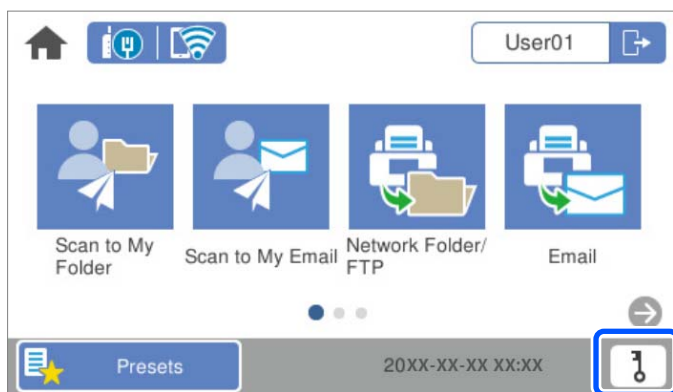 User01
Scan to My
Folder
Scan to My Email
Network Folder/
FTP
Email
Presets
20XX-XX-XX XX:XX